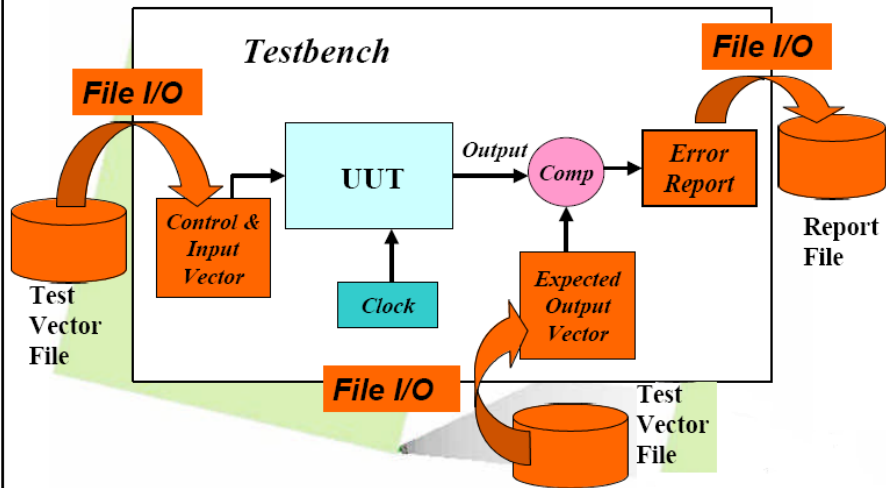 Testbench
File I/O
File I/O
Output
UUT
Comp
Error
Report
Control &
Input
Vector
Clock
Expected
Output
Vector
Report
File
Test
Vector
File
File I/O
Test
Vector
File